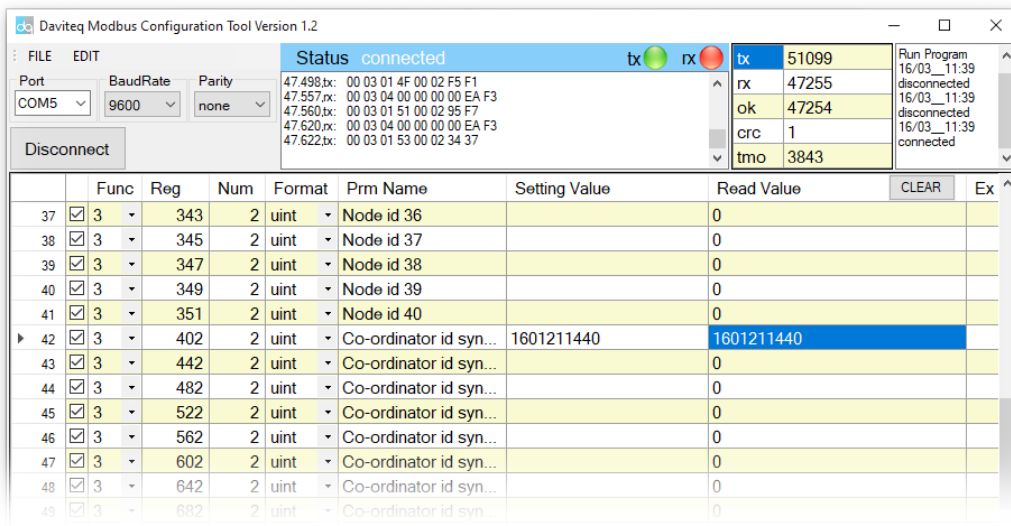 Daviteq Modbus Configuration Tool Version 1.2
FILE EDIT
Port BaudRate Parity
COM5 9600 none
Disconnect
Status connected tx rx
47.498,tx: 00 03 01 4F 00 02 F5 F1
47.557,rx: 00 03 04 00 00 00 00 EA F3
47.560,tx: 00 03 01 51 00 02 95 F7
47.620,rx: 00 03 04 00 00 00 00 EA F3
47.622,tx: 00 03 01 53 00 02 34 37
tx 51099
rx 47255
ok 47254
crc 1
tmo 3843
Run Program
16/03__11:39
disconnected
16/03__11:39
disconnected
16/03__11:39
connected
Func Reg Num Format Prm Name Setting Value Read Value CLEAR Ex
37 3 343 2 uint Node id 36 0
38 3 345 2 uint Node id 37 0
39 3 347 2 uint Node id 38 0
40 3 349 2 uint Node id 39 0
41 3 351 2 uint Node id 40 0
42 3 402 2 uint Co-ordinator id syn... 1601211440 1601211440
43 3 442 2 uint Co-ordinator id syn... 0
44 3 482 2 uint Co-ordinator id syn... 0
45 3 522 2 uint Co-ordinator id syn... 0
46 3 562 2 uint Co-ordinator id syn... 0
47 3 602 2 uint Co-ordinator id syn... 0
48 3 642 2 uint Co-ordinator id syn... 0
49 3 682 2 uint Co-ordinator id syn... 0